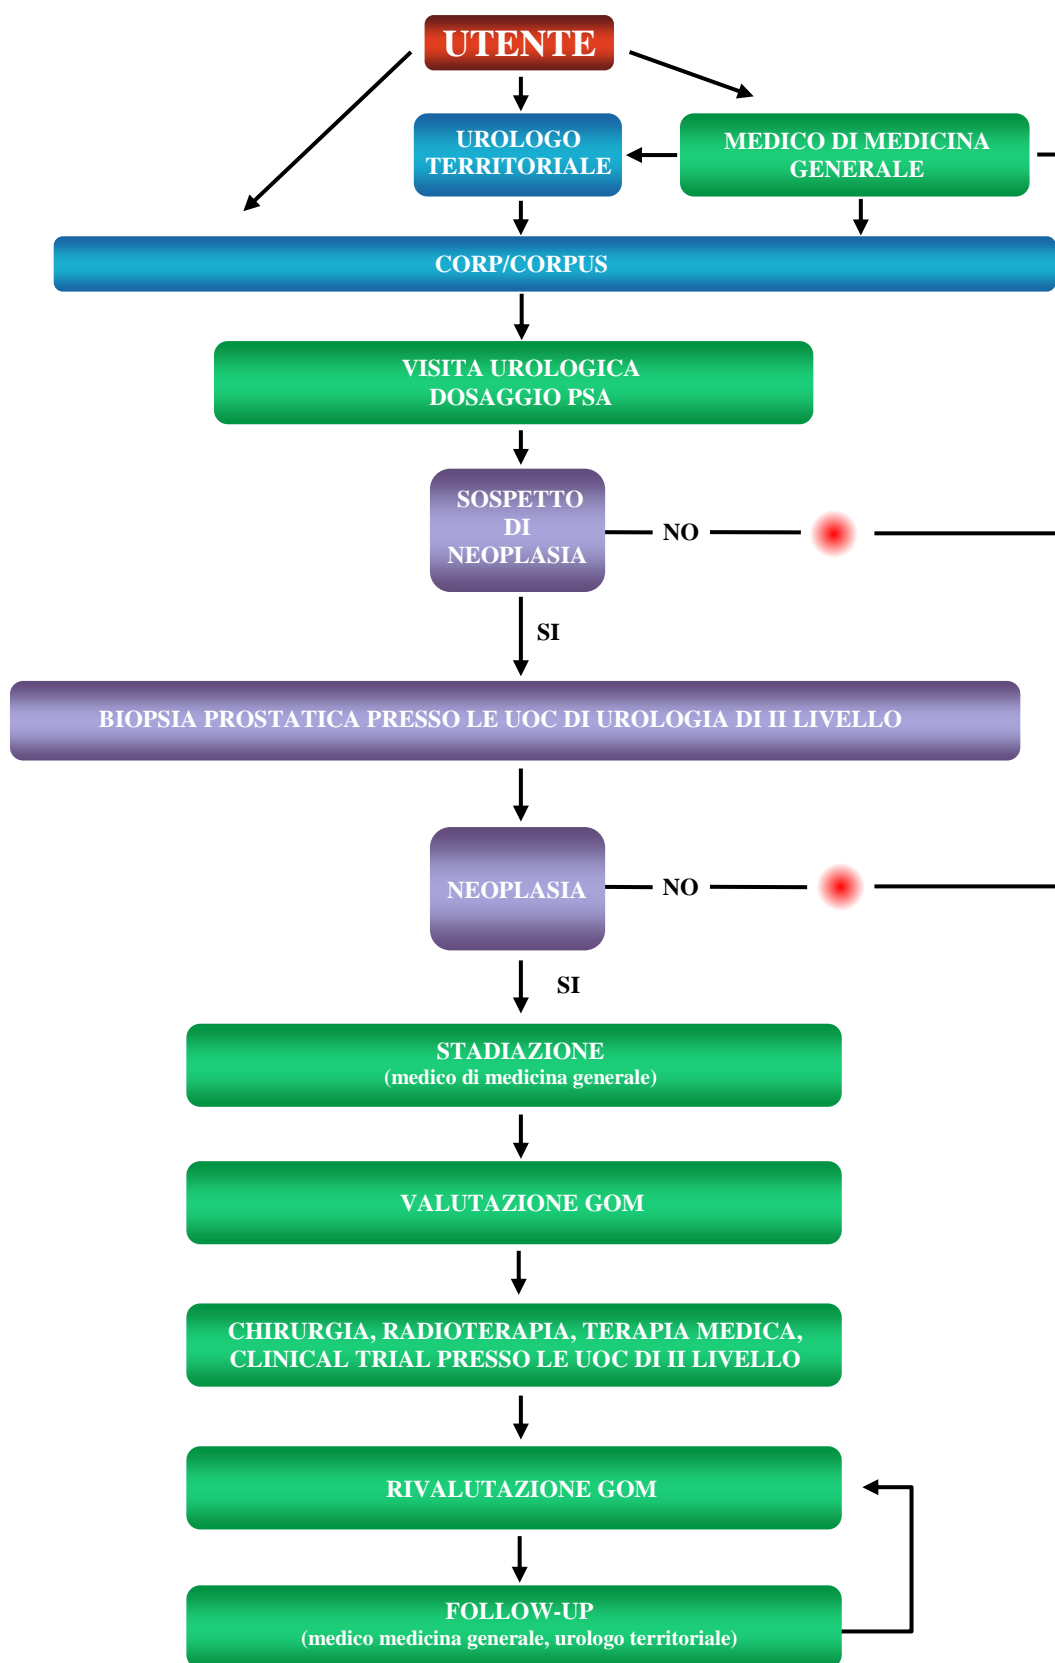 UTENTE
UROLOGO
TERRITORIALE
MEDICO DI MEDICINA
GENERALE
CORP/CORPUS
VISITA UROLOGICA
DOSAGGIO PSA
SOSPETTO
DI
NEOPLASIA
NO
SI
BIOPSIA PROSTATICA PRESSO LE UOC DI UROLOGIA DI II LIVELLO
NEOPLASIA
NO
SI
STADIAZIONE
(medico di medicina generale)
VALUTAZIONE GOM
CHIRURGIA, RADIOTERAPIA, TERAPIA MEDICA,
CLINICAL TRIAL PRESSO LE UOC DI II LIVELLO
RIVALUTAZIONE GOM
FOLLOW-UP
(medico medicina generale, urologo territoriale)